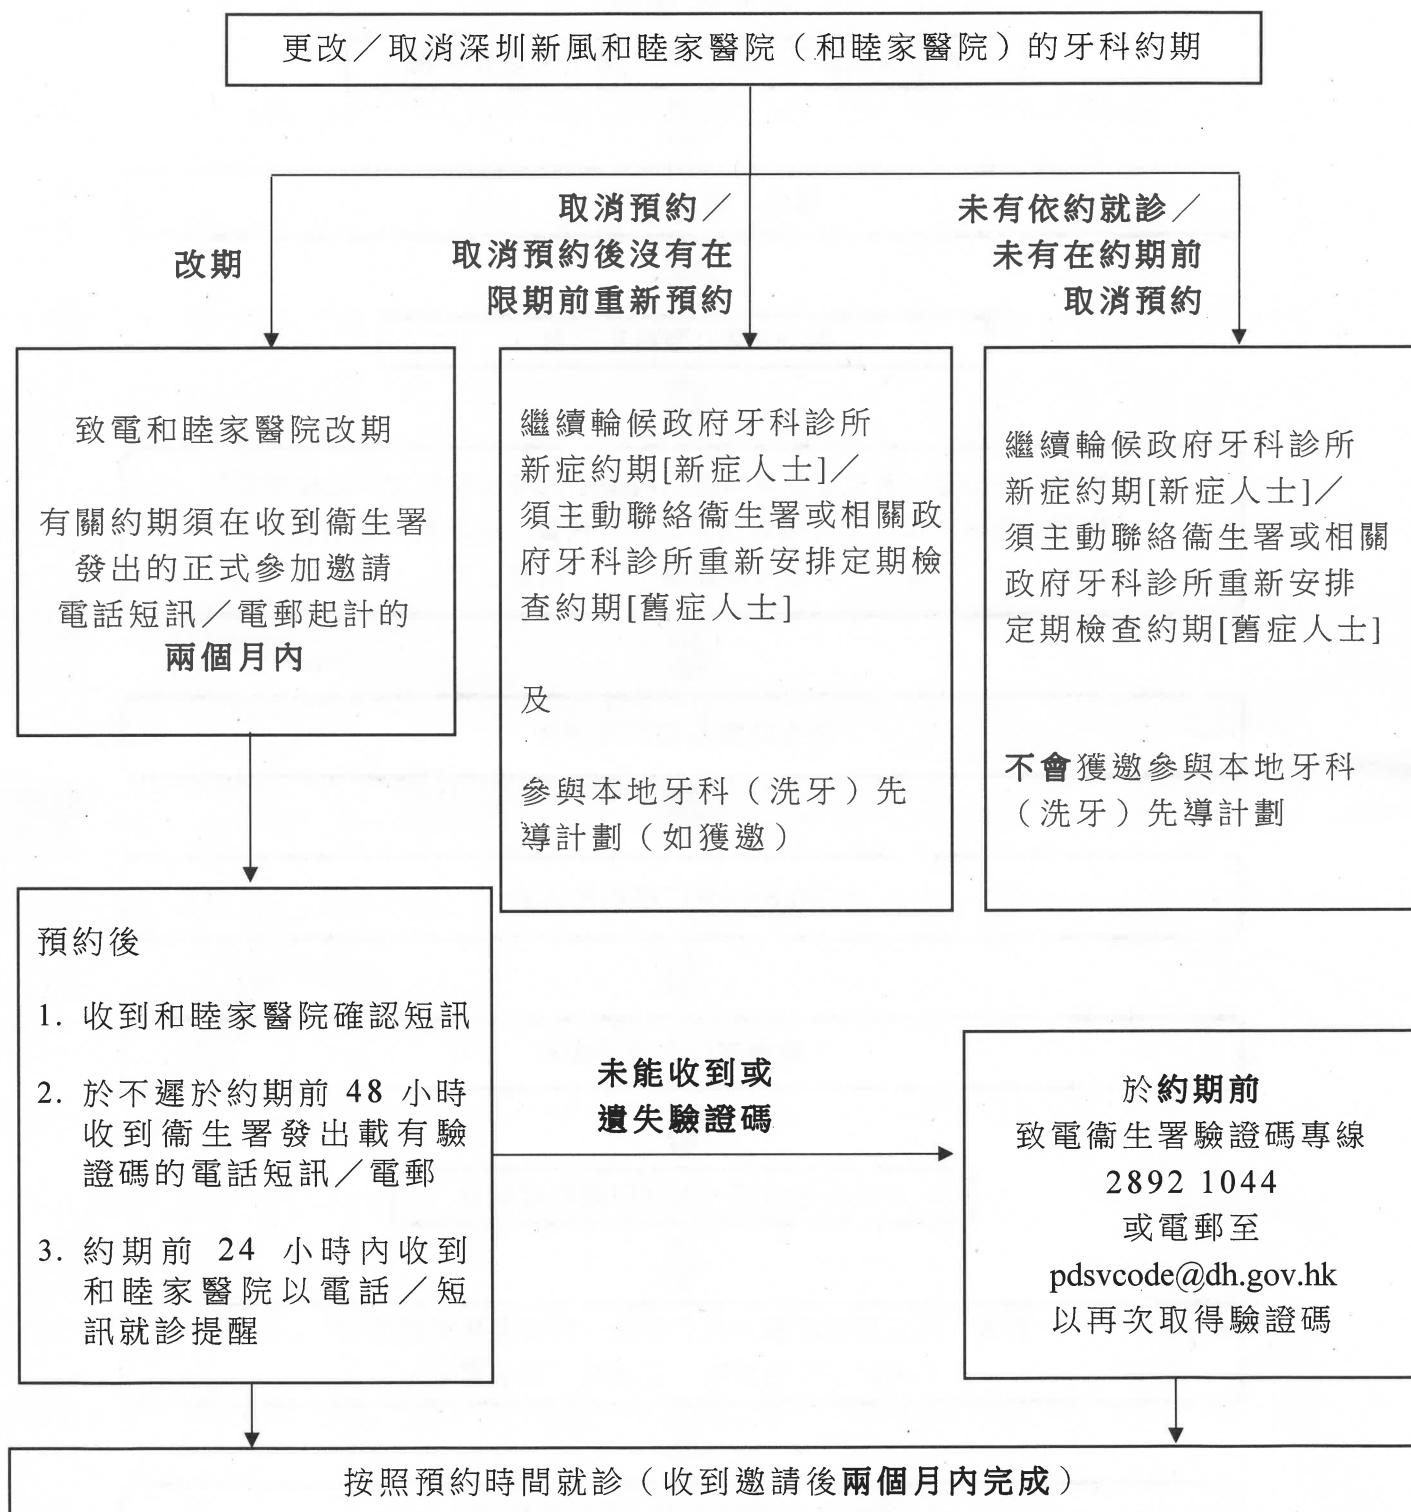 更改／取消深圳新風和睦家醫院（和睦家醫院）的牙科約期
改期
取消預約／
取消預約後沒有在
限期前重新預約
未有依約就診／
未有在約期前
取消預約
致電和睦家醫院改期
有關約期須在收到衞生署
發出的正式參加邀請
電話短訊／電郵起計的
兩個月內
繼續輪候政府牙科診所
新症約期[新症人士]／
須主動聯絡衞生署或相關政
府牙科診所重新安排定期檢
查約期[舊症人士]
及
參與本地牙科（洗牙）先
導計劃（如獲邀）
繼續輪候政府牙科診所
新症約期[新症人士]／
須主動聯絡衞生署或相關
政府牙科診所重新安排
定期檢查約期[舊症人士]
不會獲邀參與本地牙科
（洗牙）先導計劃
預約後
1. 收到和睦家醫院確認短訊
2. 於不遲於約期前 48 小時
收到衞生署發出載有驗
證碼的電話短訊／電郵
3. 約期前 24 小時內收到
和睦家醫院以電話／短
訊就診提醒
未能收到或
遺失驗證碼
於約期前
致電衞生署驗證碼專線
2892 1044
或電郵至
pdsvcode@dh.gov.hk
以再次取得驗證碼
按照預約時間就診（收到邀請後兩個月內完成）